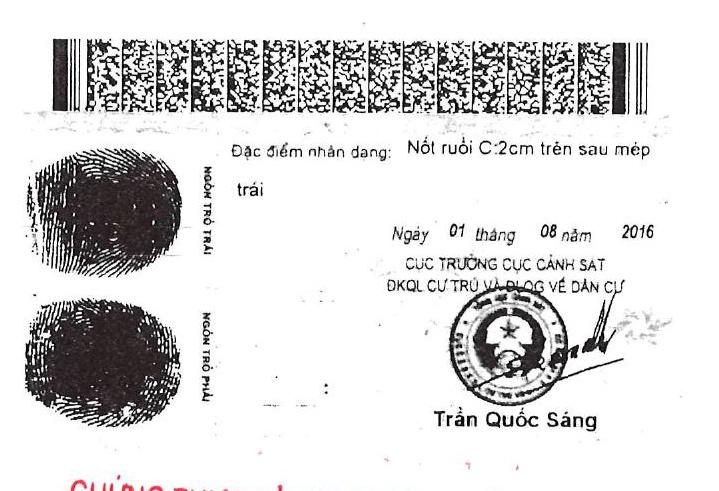 Đặc điểm nhân dạng: Nốt ruồi C:2cm trên sau mép
trái
NGÓN TRỎ TRÁI
Ngày 01 tháng 08 năm 2016
CỤC TRƯỞNG CỤC CẢNH SÁT
ĐKQL CƯ TRÚ VÀ DLQG VỀ DÂN CƯ
NGÓN TRỎ PHẢI
Trần Quốc Sáng